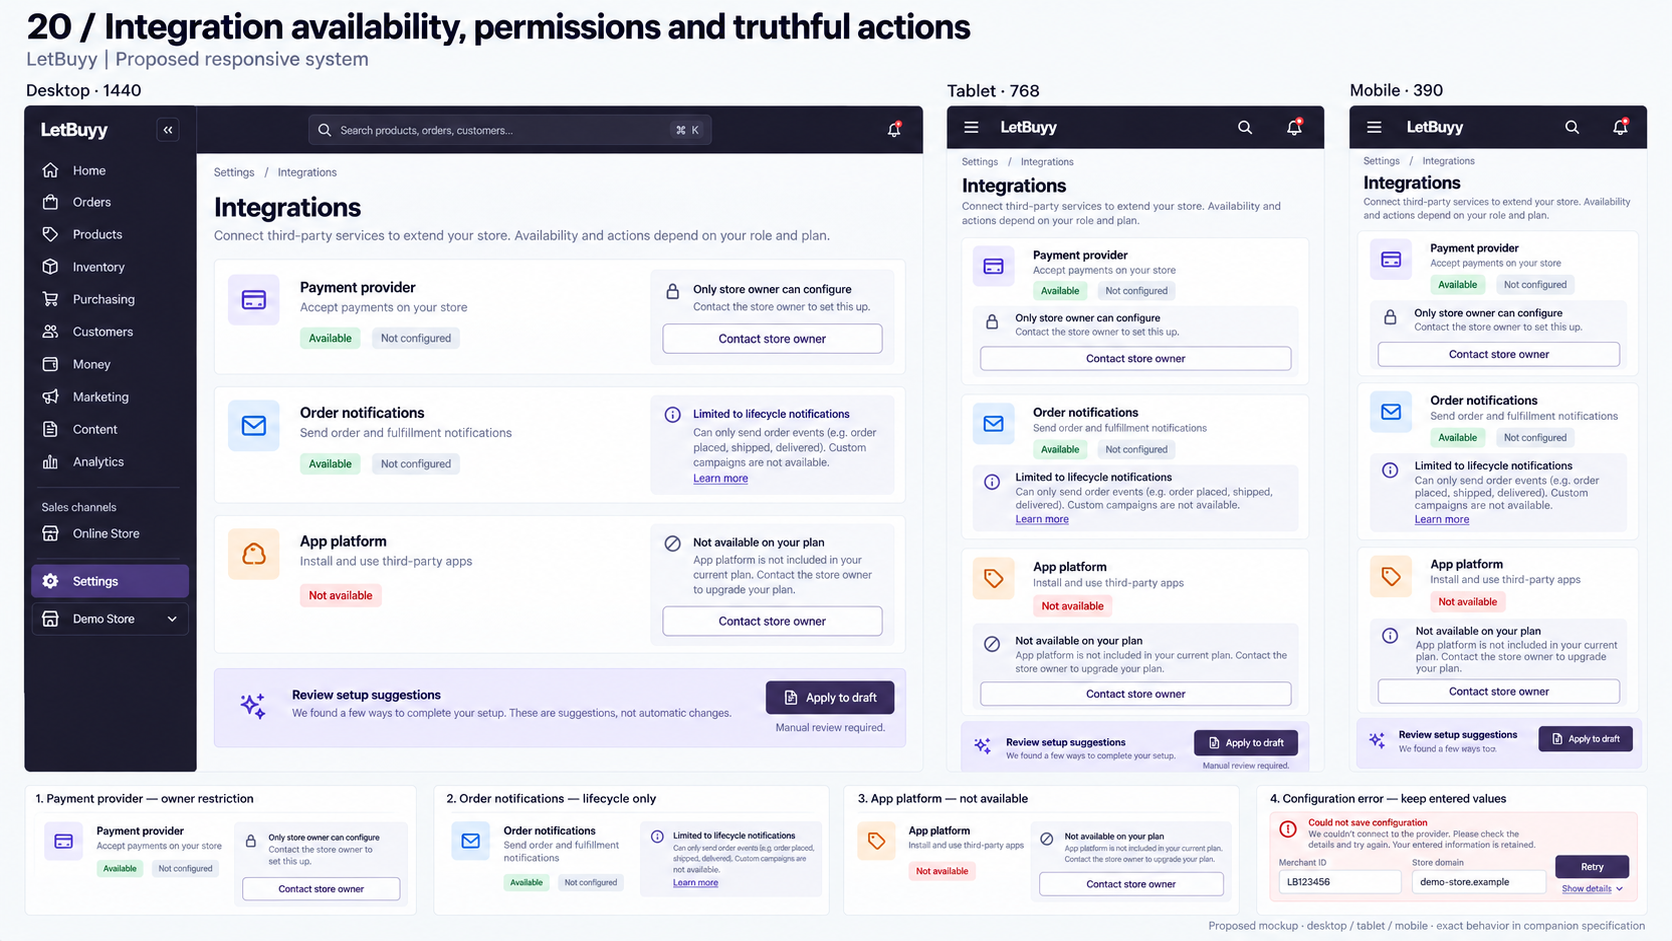 20 / Integration availability, permissions and truthful actions
LetBuyy | Proposed responsive system
Desktop · 1440
LetBuyy
«
Search products, orders, customers...
⌘ K
Home
Orders
Products
Inventory
Purchasing
Customers
Money
Marketing
Content
Analytics
Sales channels
Online Store
Settings
Demo Store
Settings / Integrations
Integrations
Connect third-party services to extend your store. Availability and actions depend on your role and plan.
Payment provider
Accept payments on your store
Available
Not configured
Only store owner can configure
Contact the store owner to set this up.
Contact store owner
Order notifications
Send order and fulfillment notifications
Available
Not configured
Limited to lifecycle notifications
Can only send order events (e.g. order
placed, shipped, delivered). Custom
campaigns are not available.
Learn more
App platform
Install and use third-party apps
Not available
Not available on your plan
App platform is not included in your
current plan. Contact the store owner
to upgrade your plan.
Contact store owner
Review setup suggestions
We found a few ways to complete your setup. These are suggestions, not automatic changes.
Apply to draft
Manual review required.
Tablet · 768
LetBuyy
Settings / Integrations
Integrations
Connect third-party services to extend your store. Availability and
actions depend on your role and plan.
Payment provider
Accept payments on your store
Available
Not configured
Only store owner can configure
Contact the store owner to set this up.
Contact store owner
Order notifications
Send order and fulfillment notifications
Available
Not configured
Limited to lifecycle notifications
Can only send order events (e.g. order placed, shipped,
delivered). Custom campaigns are not available.
Learn more
App platform
Install and use third-party apps
Not available
Not available on your plan
App platform is not included in your current plan. Contact the
store owner to upgrade your plan.
Contact store owner
Review setup suggestions
We found a few ways to complete your setup.
Apply to draft
Manual review required.
Mobile · 390
LetBuyy
Settings / Integrations
Integrations
Connect third-party services to extend your store. Availability
and actions depend on your role and plan.
Payment provider
Accept payments on your store
Available
Not configured
Only store owner can configure
Contact the store owner to set this up.
Contact store owner
Order notifications
Send order and fulfillment notifications
Available
Not configured
Limited to lifecycle notifications
Can only send order events (e.g. order
placed, shipped, delivered). Custom
campaigns are not available.
Learn more
App platform
Install and use third-party apps
Not available
Not available on your plan
App platform is not included in your current
plan. Contact the store owner to upgrade
your plan.
Contact store owner
Review setup suggestions
We found a few ways too.
Apply to draft
1. Payment provider — owner restriction
Payment provider
Accept payments on your store
Available
Not configured
Only store owner can configure
Contact the store owner to
set this up.
Contact store owner
2. Order notifications — lifecycle only
Order notifications
Send order and fulfillment
notifications
Available
Not configured
Limited to lifecycle notifications
Can only send order events (e.g. order placed,
shipped, delivered). Custom campaigns are
not available.
Learn more
3. App platform — not available
App platform
Install and use third-party apps
Not available
Not available on your plan
App platform is not included in your current plan.
Contact the store owner to upgrade your plan.
Contact store owner
4. Configuration error — keep entered values
Could not save configuration
We couldn't connect to the provider. Please check the
details and try again. Your entered information is retained.
Merchant ID
LB123456
Store domain
demo-store.example
Retry
Show details
Proposed mockup · desktop / tablet / mobile · exact behavior in companion specification